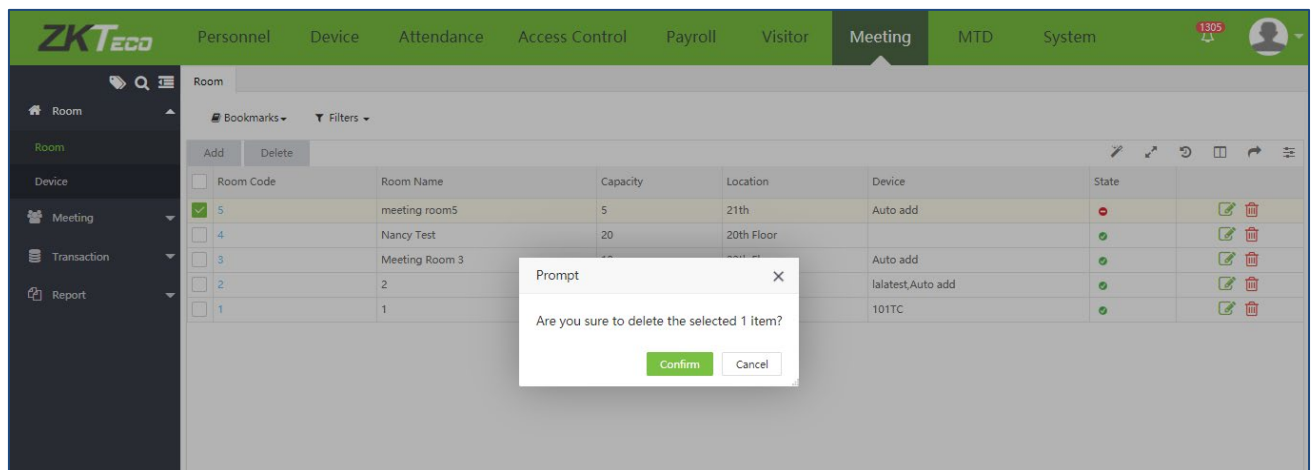 ZKTECO
Personnel Device Attendance Access Control Payroll Visitor Meeting MTD System 1305
Room
Room
Bookmarks Filters
Room
Add Delete
Device
Room Code Room Name Capacity Location Device State
Meeting
5 meeting room5 5 21th Auto add
4 Nancy Test 20 20th Floor
Transaction
3 Meeting Room 3 Auto add
Report
2 2 lalatest,Auto add
1 1 101TC
Prompt
Are you sure to delete the selected 1 item?
Confirm Cancel